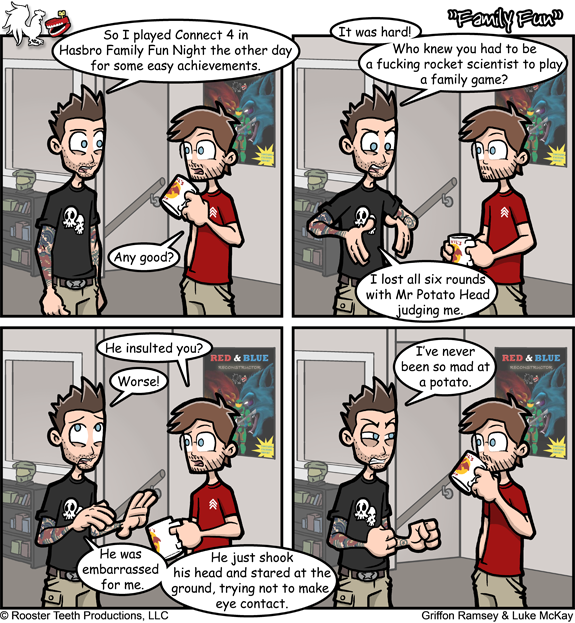 "Family Fun"
So I played Connect 4 in
Hasbro Family Fun Night the other day
for some easy achievements.
Any good?
It was hard!
Who knew you had to be
a fucking rocket scientist to play
a family game?
I lost all six rounds
with Mr Potato Head
judging me.
He insulted you?
Worse!
RED & BLUE
RECONSTRUCTION
He was
embarrassed
for me.
He just shook
his head and stared at the
ground, trying not to make
eye contact.
I've never
been so mad at
a potato.
RED & BLUE
RECONSTRUCTION
© Rooster Teeth Productions, LLC
Griffon Ramsey & Luke McKay